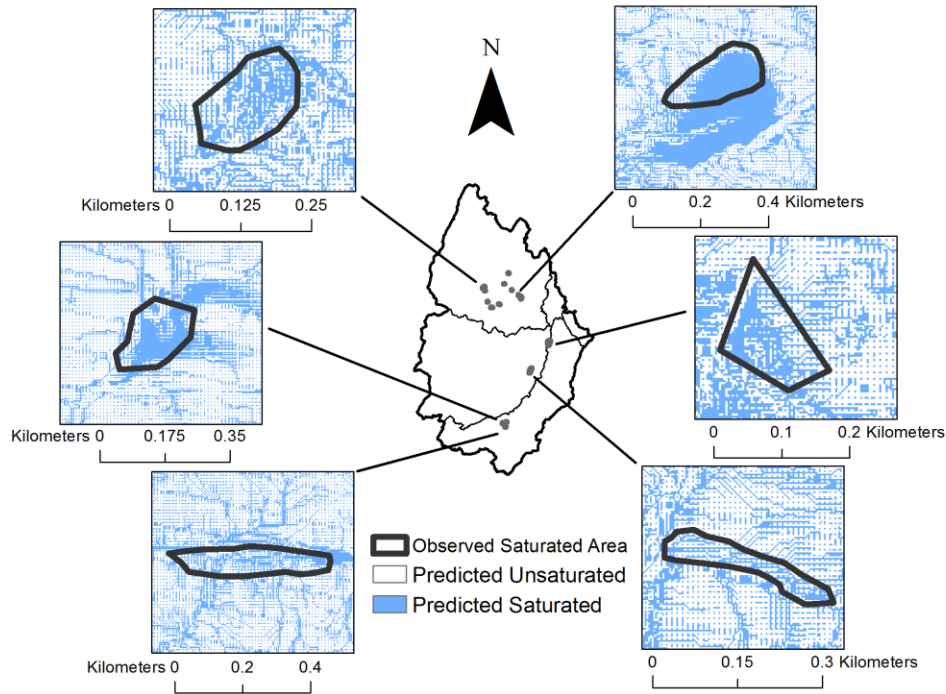 N
Kilometers 0 0.125 0.25
0 0.2 0.4 Kilometers
Kilometers 0 0.175 0.35
0 0.1 0.2 Kilometers
Observed Saturated Area
Predicted Unsaturated
Predicted Saturated
Kilometers 0 0.2 0.4
0 0.15 0.3 Kilometers